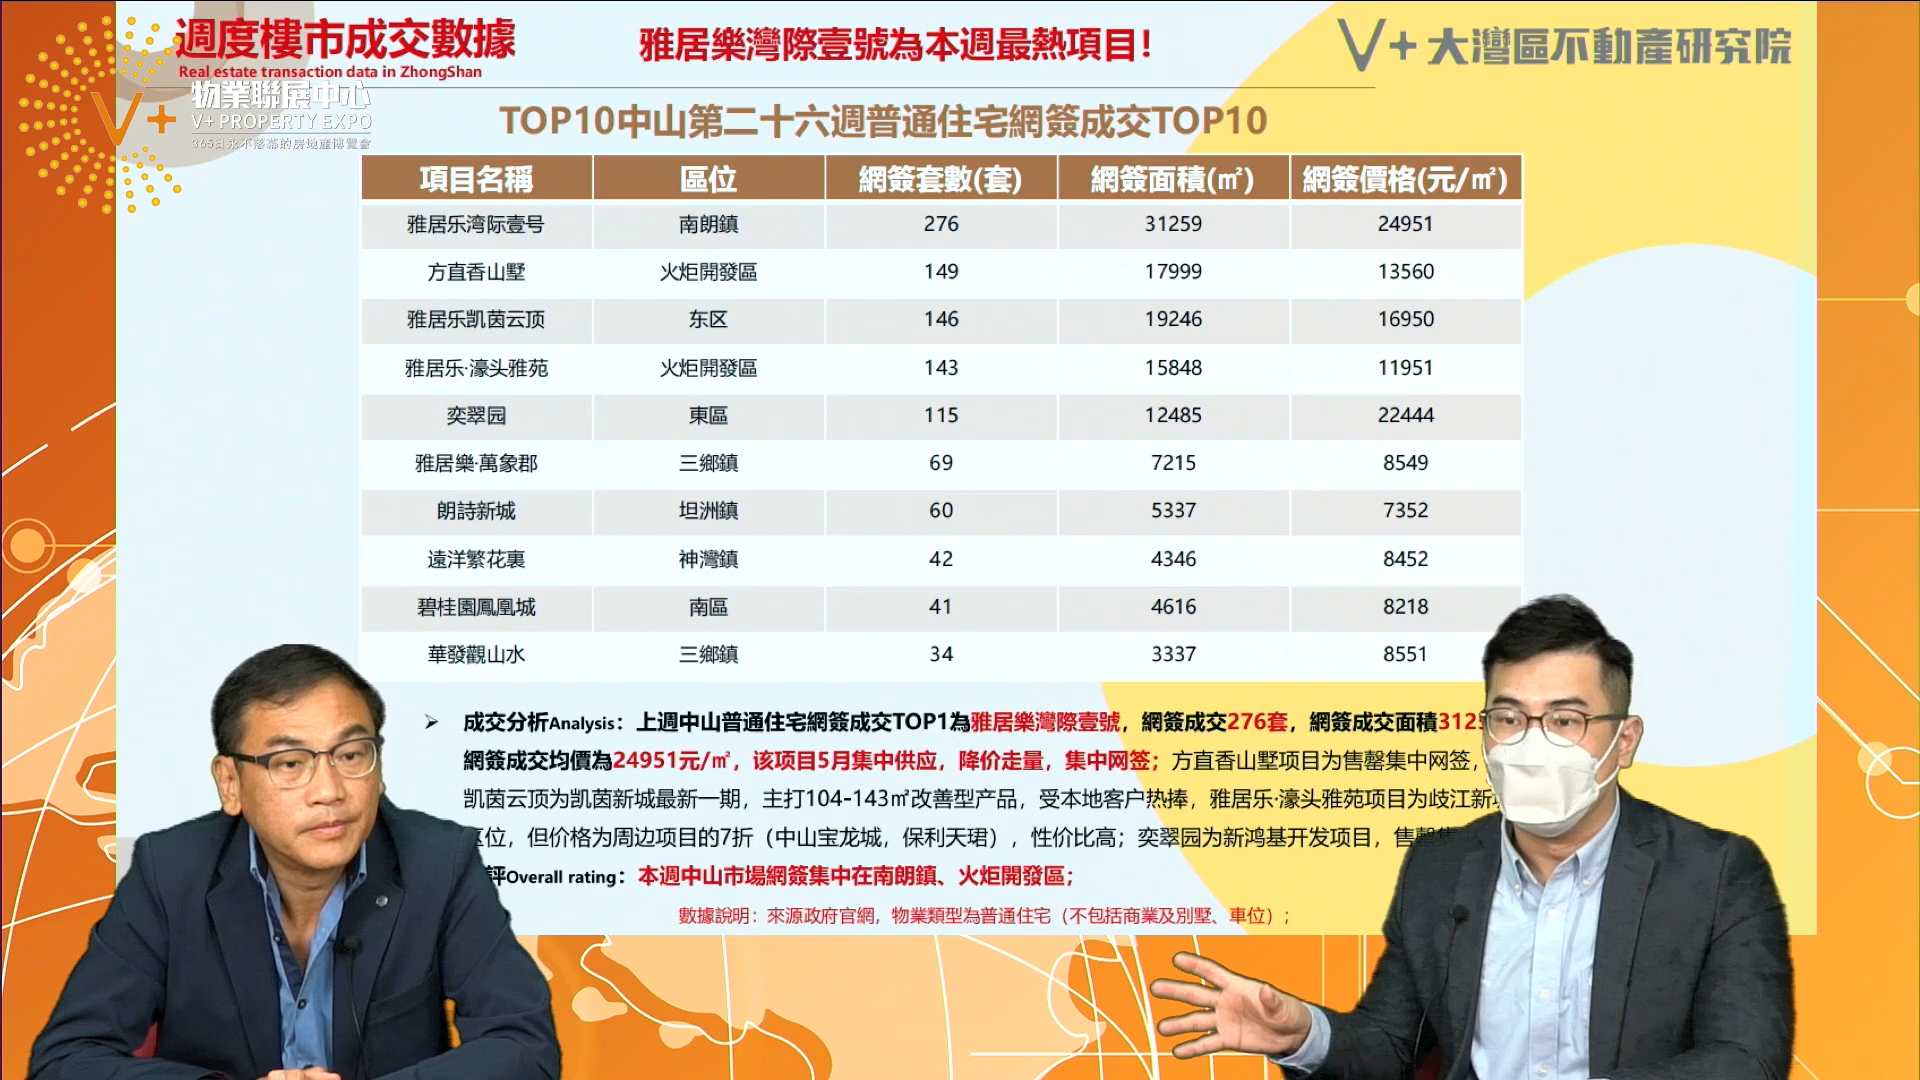 週度樓市成交數據
Real estate transaction data in ZhongShan
雅居樂灣際壹號為本週最熱項目!
V+ 大灣區不動產研究院
V+ 物業聯展中心
V+ PROPERTY EXPO
365日永不落幕的房地產博覽會
TOP10中山第二十六週普通住宅網簽成交TOP10
項目名稱 區位 網簽套數(套) 網簽面積(㎡) 網簽價格(元/㎡)
雅居乐湾际壹号 南朗鎮 276 31259 24951
方直香山墅 火炬開發區 149 17999 13560
雅居乐凯茵云顶 东区 146 19246 16950
雅居乐·濠头雅苑 火炬開發區 143 15848 11951
奕翠园 東區 115 12485 22444
雅居樂·萬象郡 三鄉鎮 69 7215 8549
朗詩新城 坦洲鎮 60 5337 7352
遠洋繁花裏 神灣鎮 42 4346 8452
碧桂園鳳凰城 南區 41 4616 8218
華發觀山水 三鄉鎮 34 3337 8551
➢ 成交分析Analysis：上週中山普通住宅網簽成交TOP1為雅居樂灣際壹號，網簽成交276套，網簽成交面積312
網簽成交均價為24951元/㎡，该项目5月集中供应，降价走量，集中网签；方直香山墅项目为售罄集中网签，
凯茵云顶为凯茵新城最新一期，主打104-143㎡改善型产品，受本地客户热捧，雅居乐·濠头雅苑项目为岐江新
区位，但价格为周边项目的7折（中山宝龙城，保利天珺），性价比高；奕翠园为新鸿基开发项目，售罄集
評Overall rating：本週中山市場網簽集中在南朗鎮、火炬開發區；
數據說明：來源政府官網，物業類型為普通住宅（不包括商業及別墅、車位）；